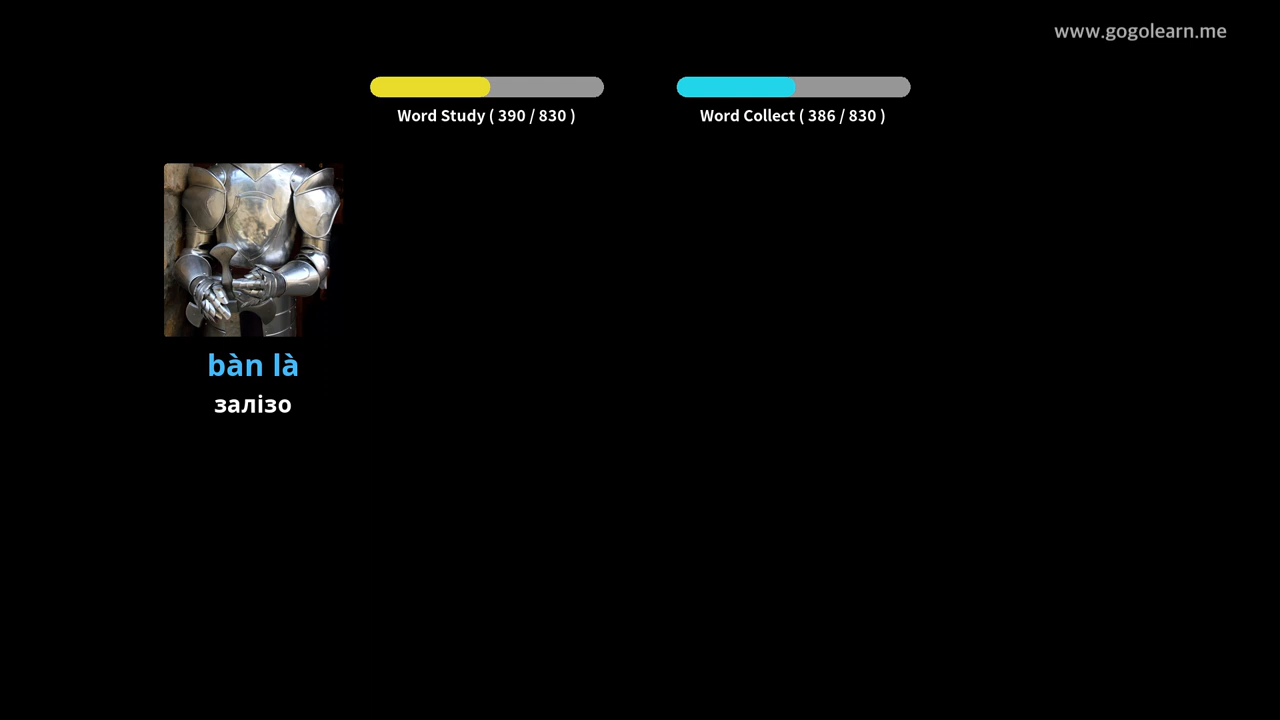 www.gogolearn.me
Word Study ( 390 / 830 )
Word Collect ( 386 / 830 )
bàn là
залізо